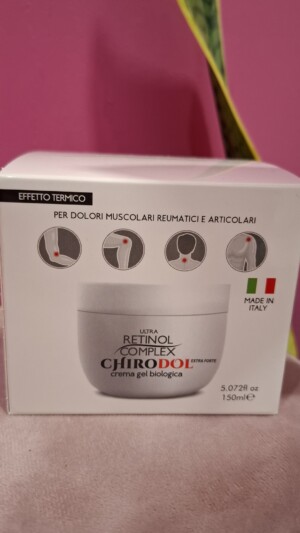 EFFETTO TERMICO
PER DOLORI MUSCOLARI REUMATICI E ARTICOLARI
MADE IN
ITALY
ULTRA
RETINOL
COMPLEX
CHIRODOL EXTRA FORTE
crema gel biologica
5.072fl oz
150ml℮